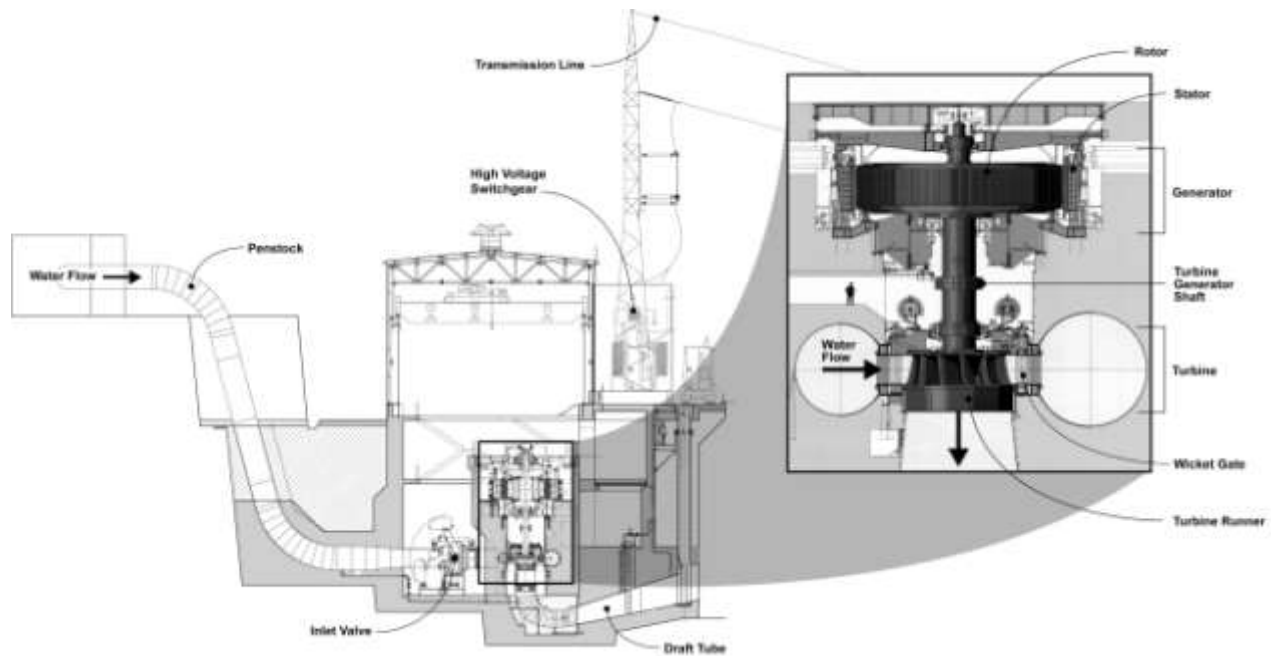 Transmission Line
Rotor
Stator
High Voltage
Switchgear
Generator
Penstock
Water Flow
Turbine
Generator
Shaft
Water
Flow
Turbine
Wicket Gate
Turbine Runner
Inlet Valve
Draft Tube